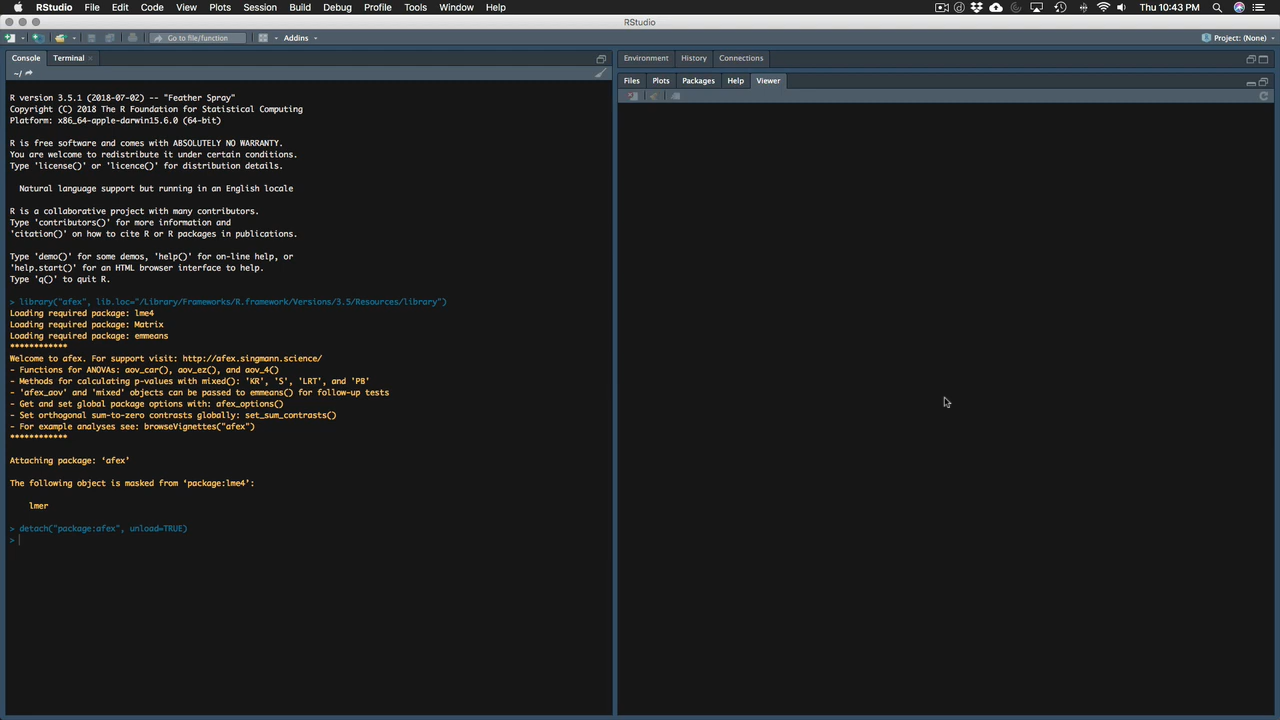 RStudio File Edit Code View Plots Session Build Debug Profile Tools Window Help Thu 10:43 PM
RStudio
Go to file/function Addins Project: (None)
Console Terminal
~/
R version 3.5.1 (2018-07-02) -- "Feather Spray"
Copyright (C) 2018 The R Foundation for Statistical Computing
Platform: x86_64-apple-darwin15.6.0 (64-bit)
R is free software and comes with ABSOLUTELY NO WARRANTY.
You are welcome to redistribute it under certain conditions.
Type 'license()' or 'licence()' for distribution details.
Natural language support but running in an English locale
R is a collaborative project with many contributors.
Type 'contributors()' for more information and
'citation()' on how to cite R or R packages in publications.
Type 'demo()' for some demos, 'help()' for on-line help, or
'help.start()' for an HTML browser interface to help.
Type 'q()' to quit R.
> library("afex", lib.loc="/Library/Frameworks/R.framework/Versions/3.5/Resources/library")
Loading required package: lme4
Loading required package: Matrix
Loading required package: emmeans
************
Welcome to afex. For support visit: http://afex.singmann.science/
- Functions for ANOVAs: aov_car(), aov_ez(), and aov_4()
- Methods for calculating p-values with mixed(): 'KR', 'S', 'LRT', and 'PB'
- 'afex_aov' and 'mixed' objects can be passed to emmeans() for follow-up tests
- Get and set global package options with: afex_options()
- Set orthogonal sum-to-zero contrasts globally: set_sum_contrasts()
- For example analyses see: browseVignettes("afex")
************
Attaching package: ‘afex’
The following object is masked from ‘package:lme4’:
lmer
> detach("package:afex", unload=TRUE)
>
Environment History Connections
Files Plots Packages Help Viewer